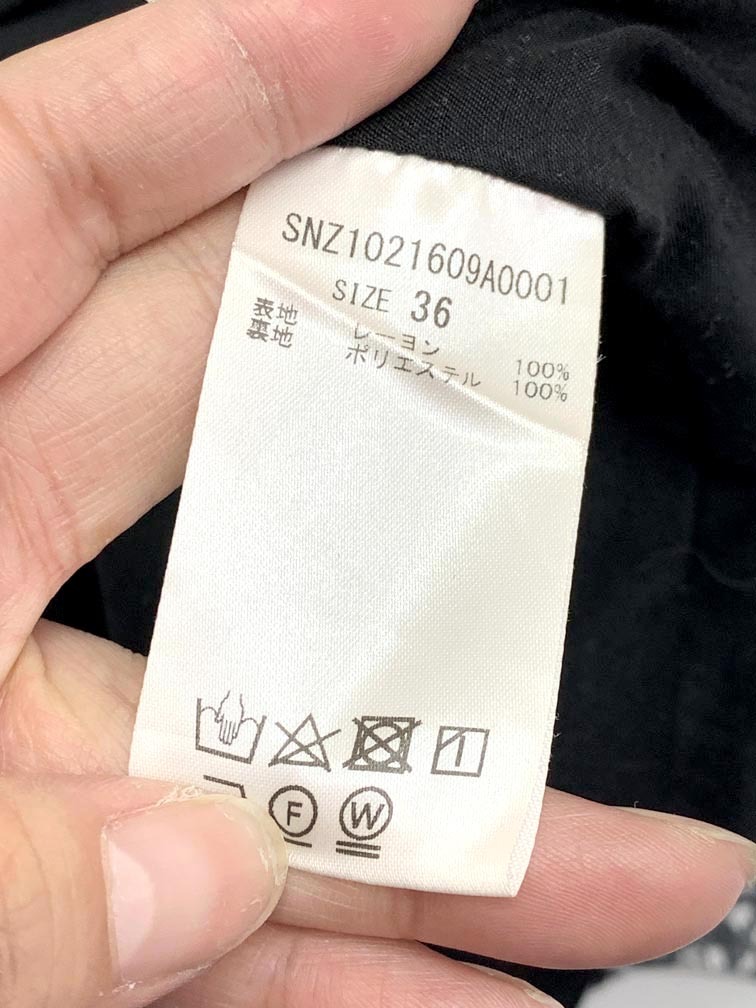 SNZ1021609A0001
SIZE 36
表地 レーヨン 100%
裏地 ポリエステル 100%
F W